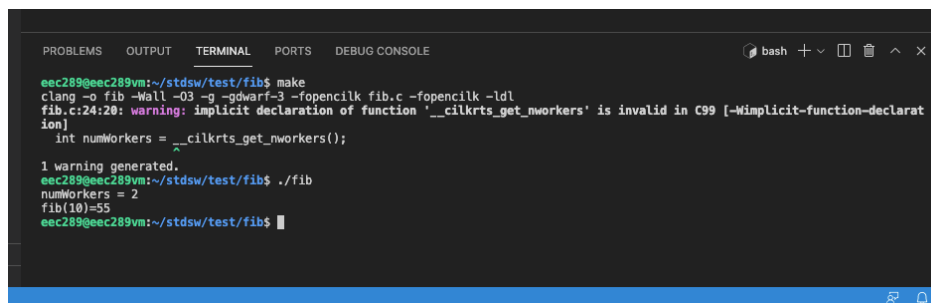 PROBLEMS OUTPUT TERMINAL PORTS DEBUG CONSOLE bash
eec289@eec289vm:~/stdsw/test/fib$ make
clang -o fib -Wall -O3 -g -gdwarf-3 -fopencilk fib.c -fopencilk -ldl
fib.c:24:20: warning: implicit declaration of function '__cilkrts_get_nworkers' is invalid in C99 [-Wimplicit-function-declarat
ion]
int numWorkers = __cilkrts_get_nworkers();
^
1 warning generated.
eec289@eec289vm:~/stdsw/test/fib$ ./fib
numWorkers = 2
fib(10)=55
eec289@eec289vm:~/stdsw/test/fib$